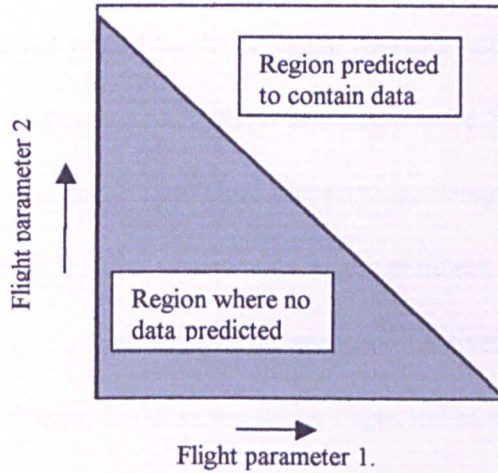 Region predicted
to contain data
Flight parameter 2
Region where no
data predicted
Flight parameter 1.